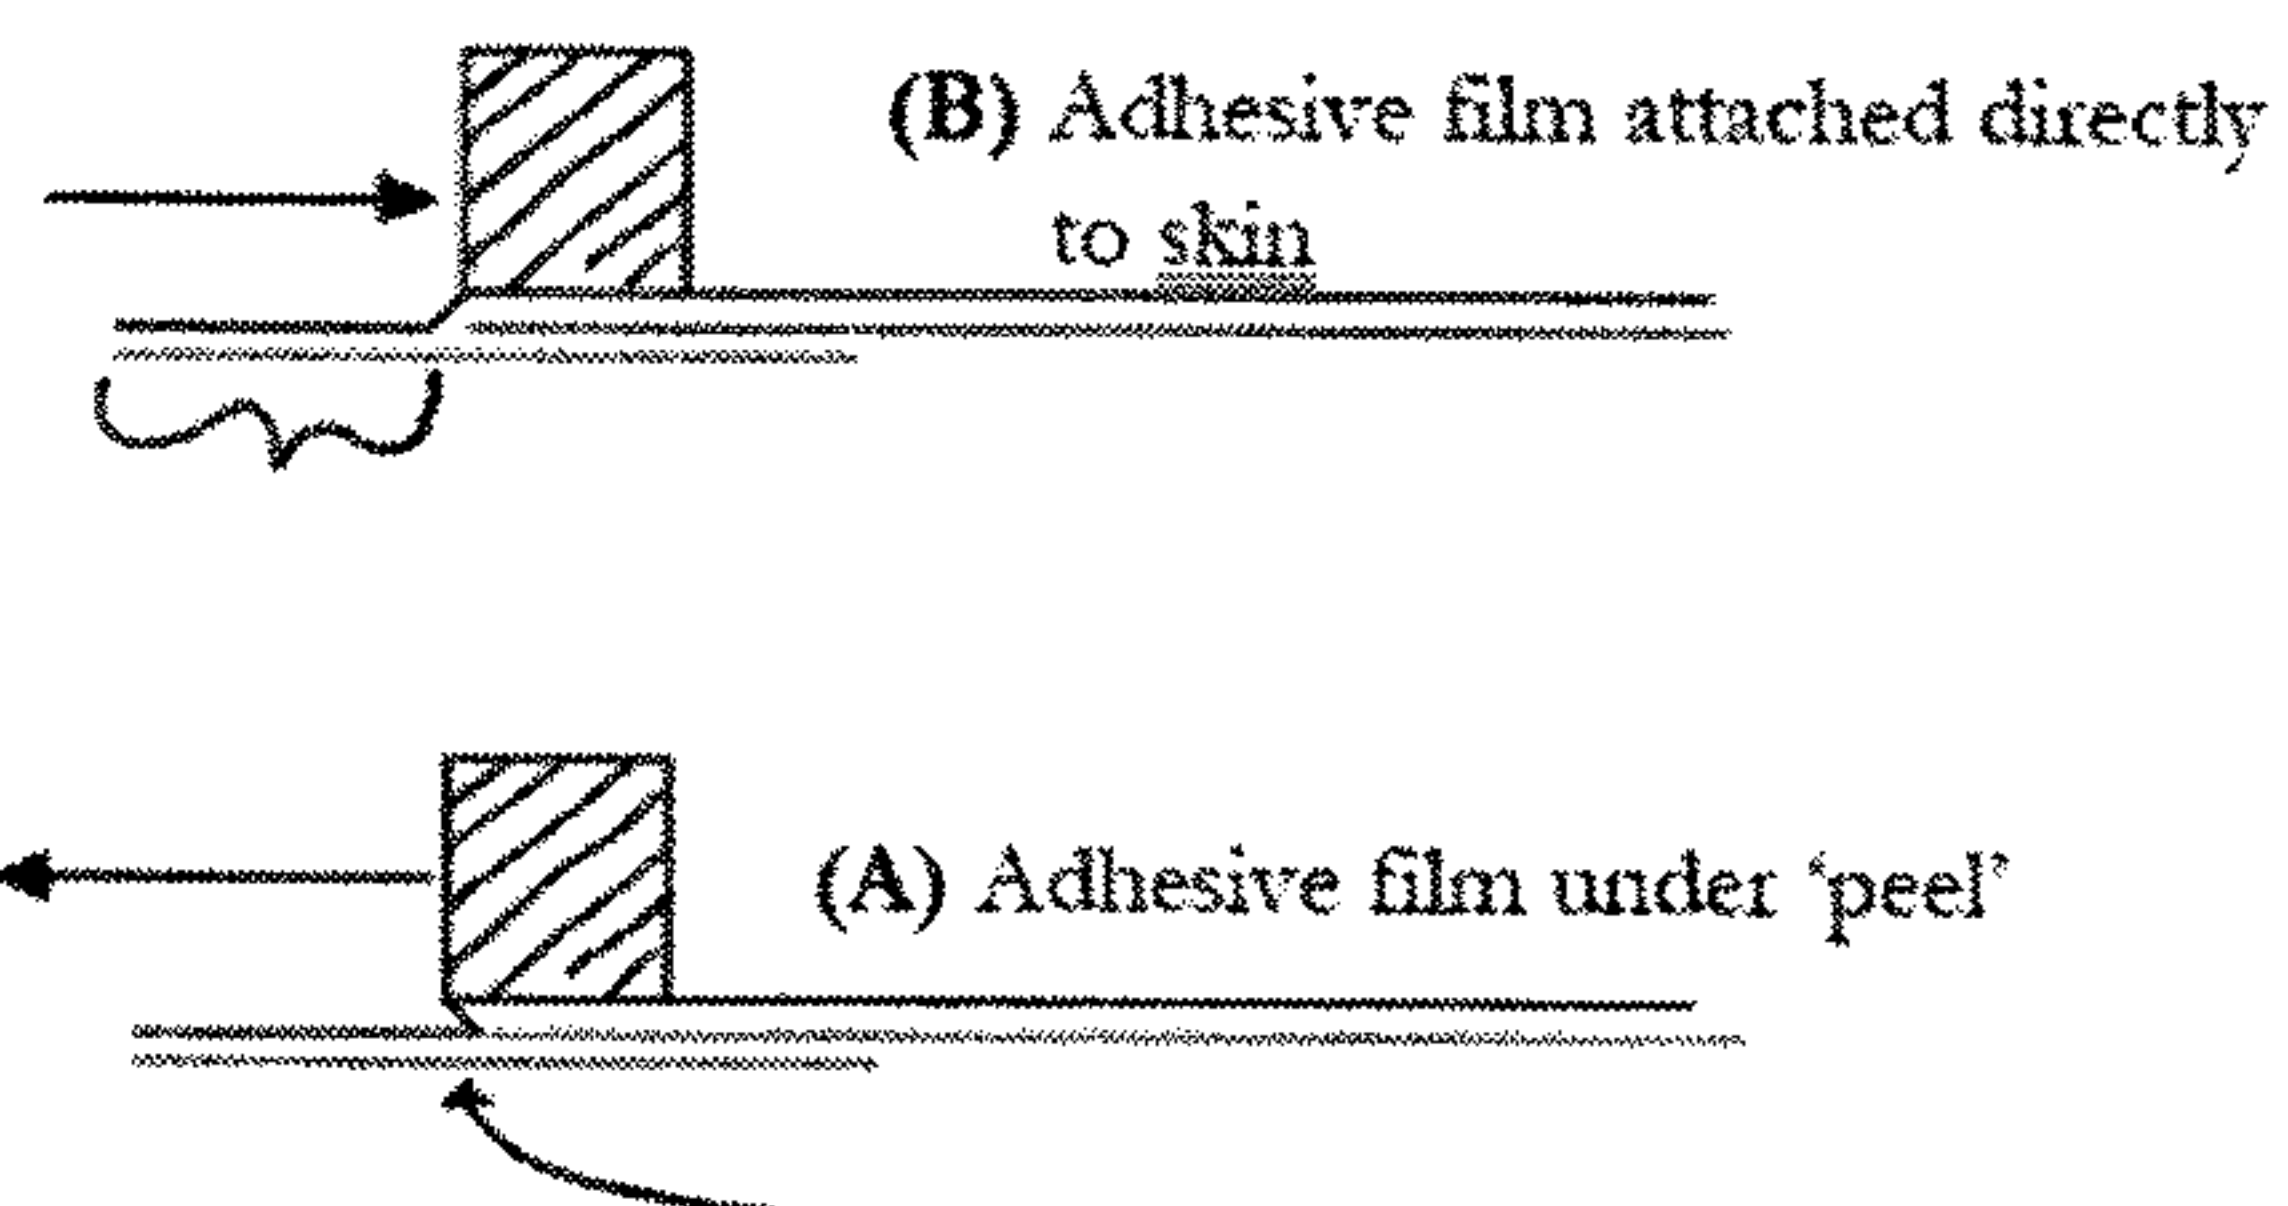 (B) Adhesive film attached directly
to skin
(A) Adhesive film under ‘peel’